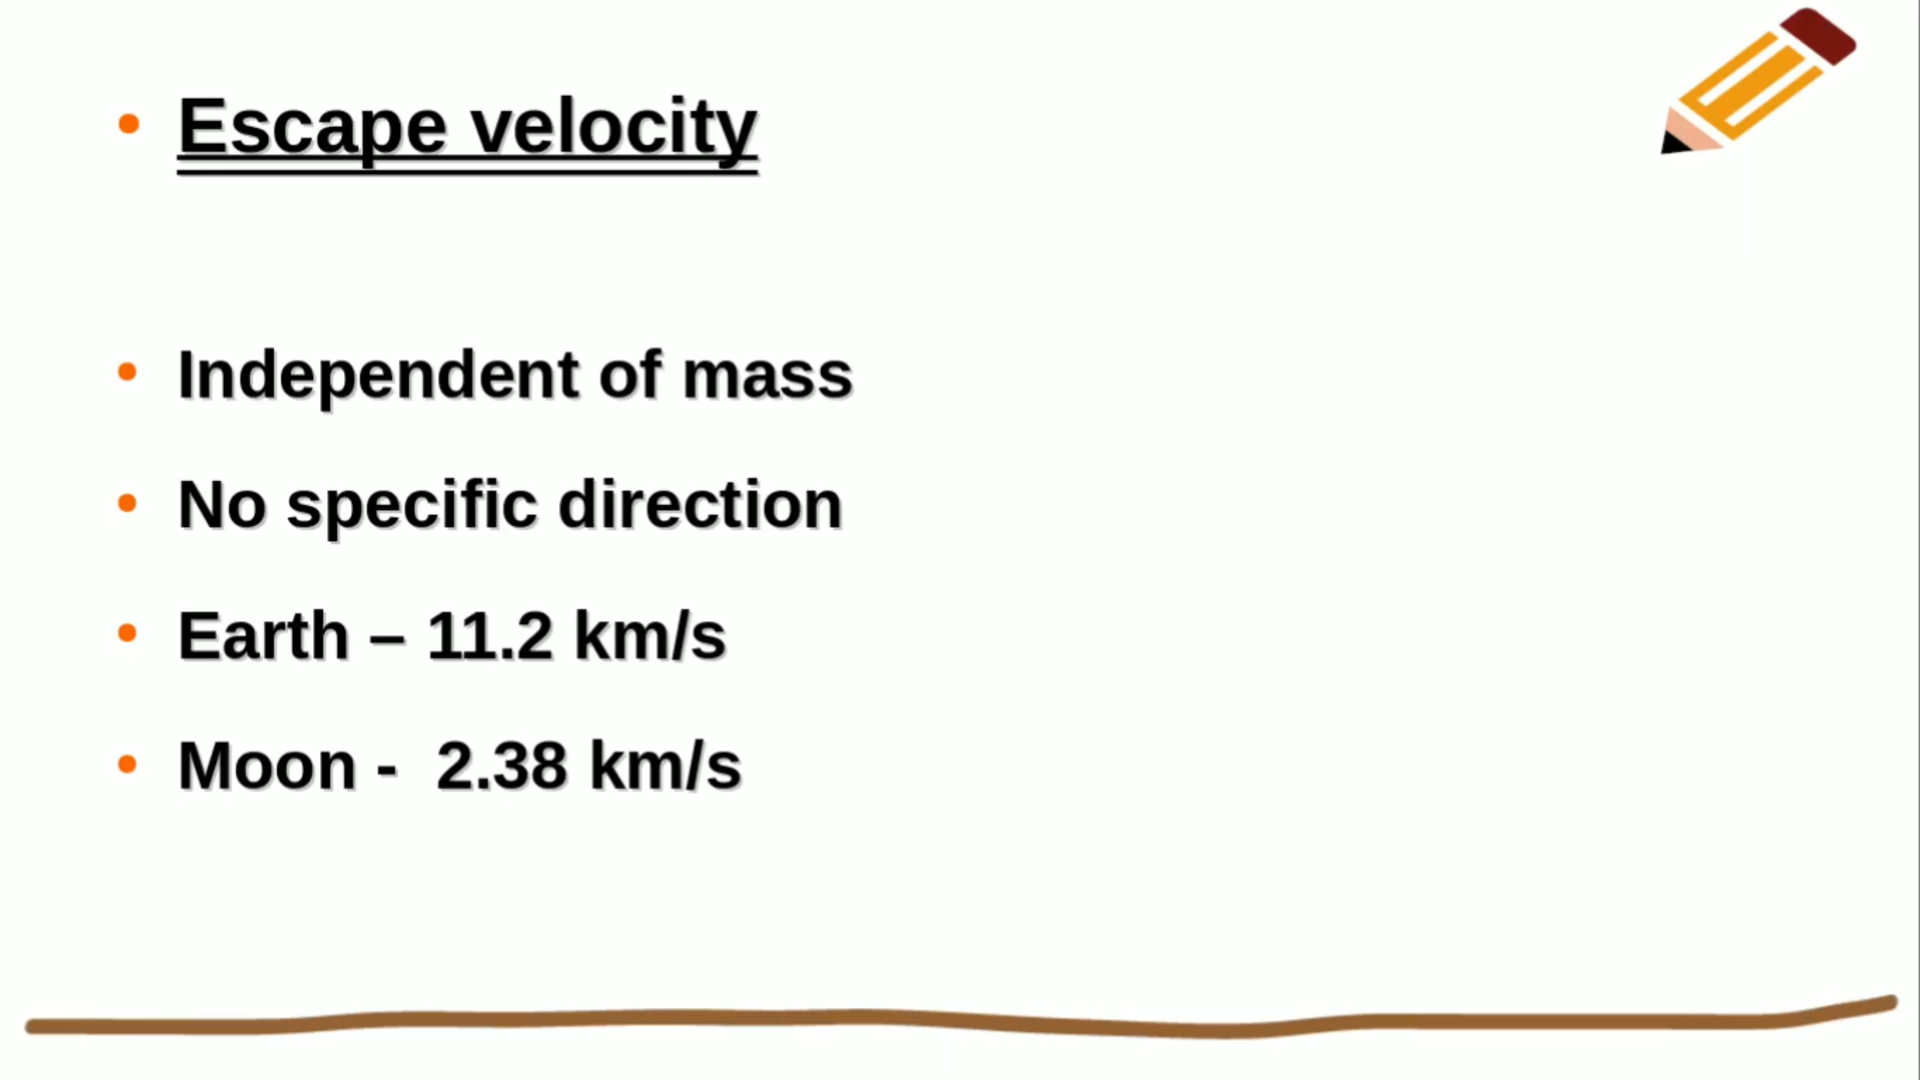 • Escape velocity
• Independent of mass
• No specific direction
• Earth – 11.2 km/s
• Moon -  2.38 km/s